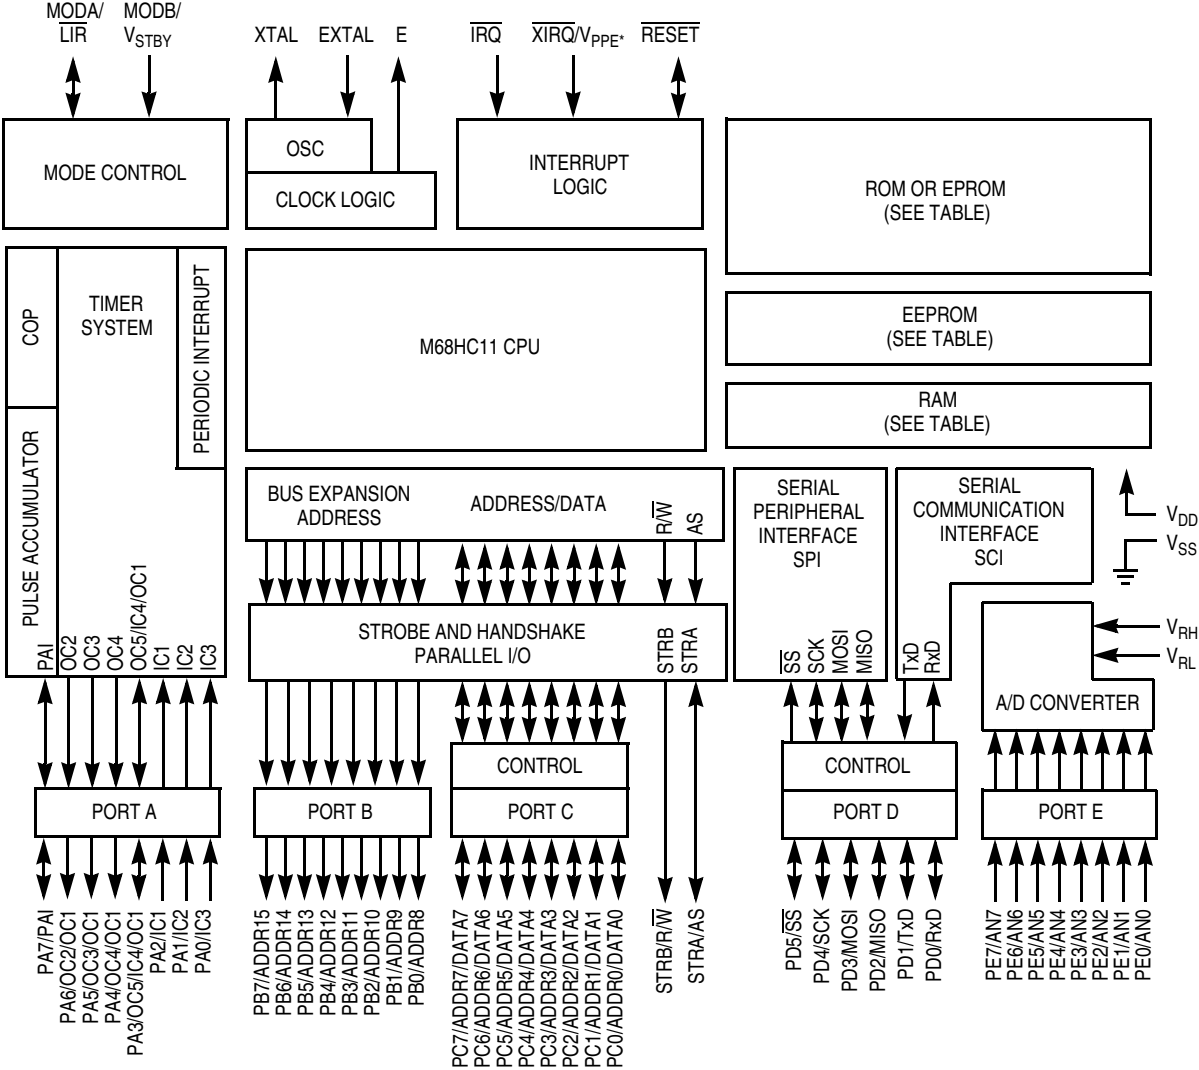 MODA/
LIR
MODB/
VSTBY
XTAL
EXTAL
E
IRQ
XIRQ/VPPE*
RESET
MODE CONTROL
OSC
CLOCK LOGIC
INTERRUPT
LOGIC
ROM OR EPROM
(SEE TABLE)
COP
TIMER
SYSTEM
PERIODIC INTERRUPT
M68HC11 CPU
EEPROM
(SEE TABLE)
RAM
(SEE TABLE)
PULSE ACCUMULATOR
PAI
OC2
OC3
OC4
OC5/IC4/OC1
IC1
IC2
IC3
BUS EXPANSION
ADDRESS
ADDRESS/DATA
R/W
AS
STROBE AND HANDSHAKE
PARALLEL I/O
STRB
STRA
SERIAL
PERIPHERAL
INTERFACE
SPI
SS
SCK
MOSI
MISO
SERIAL
COMMUNICATION
INTERFACE
SCI
TxD
RxD
VDD
VSS
VRH
VRL
A/D CONVERTER
CONTROL
CONTROL
PORT A
PORT B
PORT C
PORT D
PORT E
PA7/PAI
PA6/OC2/OC1
PA5/OC3/OC1
PA4/OC4/OC1
PA3/OC5/IC4/OC1
PA2/IC1
PA1/IC2
PA0/IC3
PB7/ADDR15
PB6/ADDR14
PB5/ADDR13
PB4/ADDR12
PB3/ADDR11
PB2/ADDR10
PB1/ADDR9
PB0/ADDR8
PC7/ADDR7/DATA7
PC6/ADDR6/DATA6
PC5/ADDR5/DATA5
PC4/ADDR4/DATA4
PC3/ADDR3/DATA3
PC2/ADDR2/DATA2
PC1/ADDR1/DATA1
PC0/ADDR0/DATA0
STRB/R/W
STRA/AS
PD5/SS
PD4/SCK
PD3/MOSI
PD2/MISO
PD1/TxD
PD0/RxD
PE7/AN7
PE6/AN6
PE5/AN5
PE4/AN4
PE3/AN3
PE2/AN2
PE1/AN1
PE0/AN0